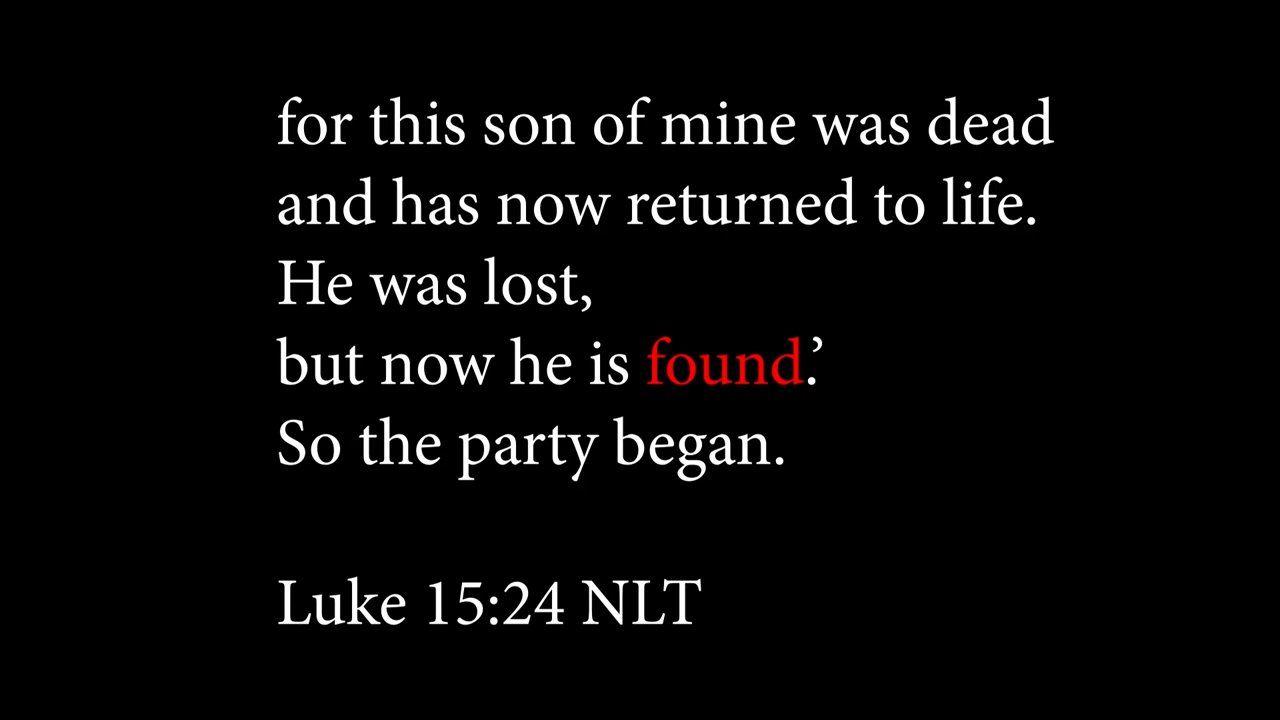 for this son of mine was dead
and has now returned to life.
He was lost,
but now he is found.’
So the party began.
Luke 15:24 NLT